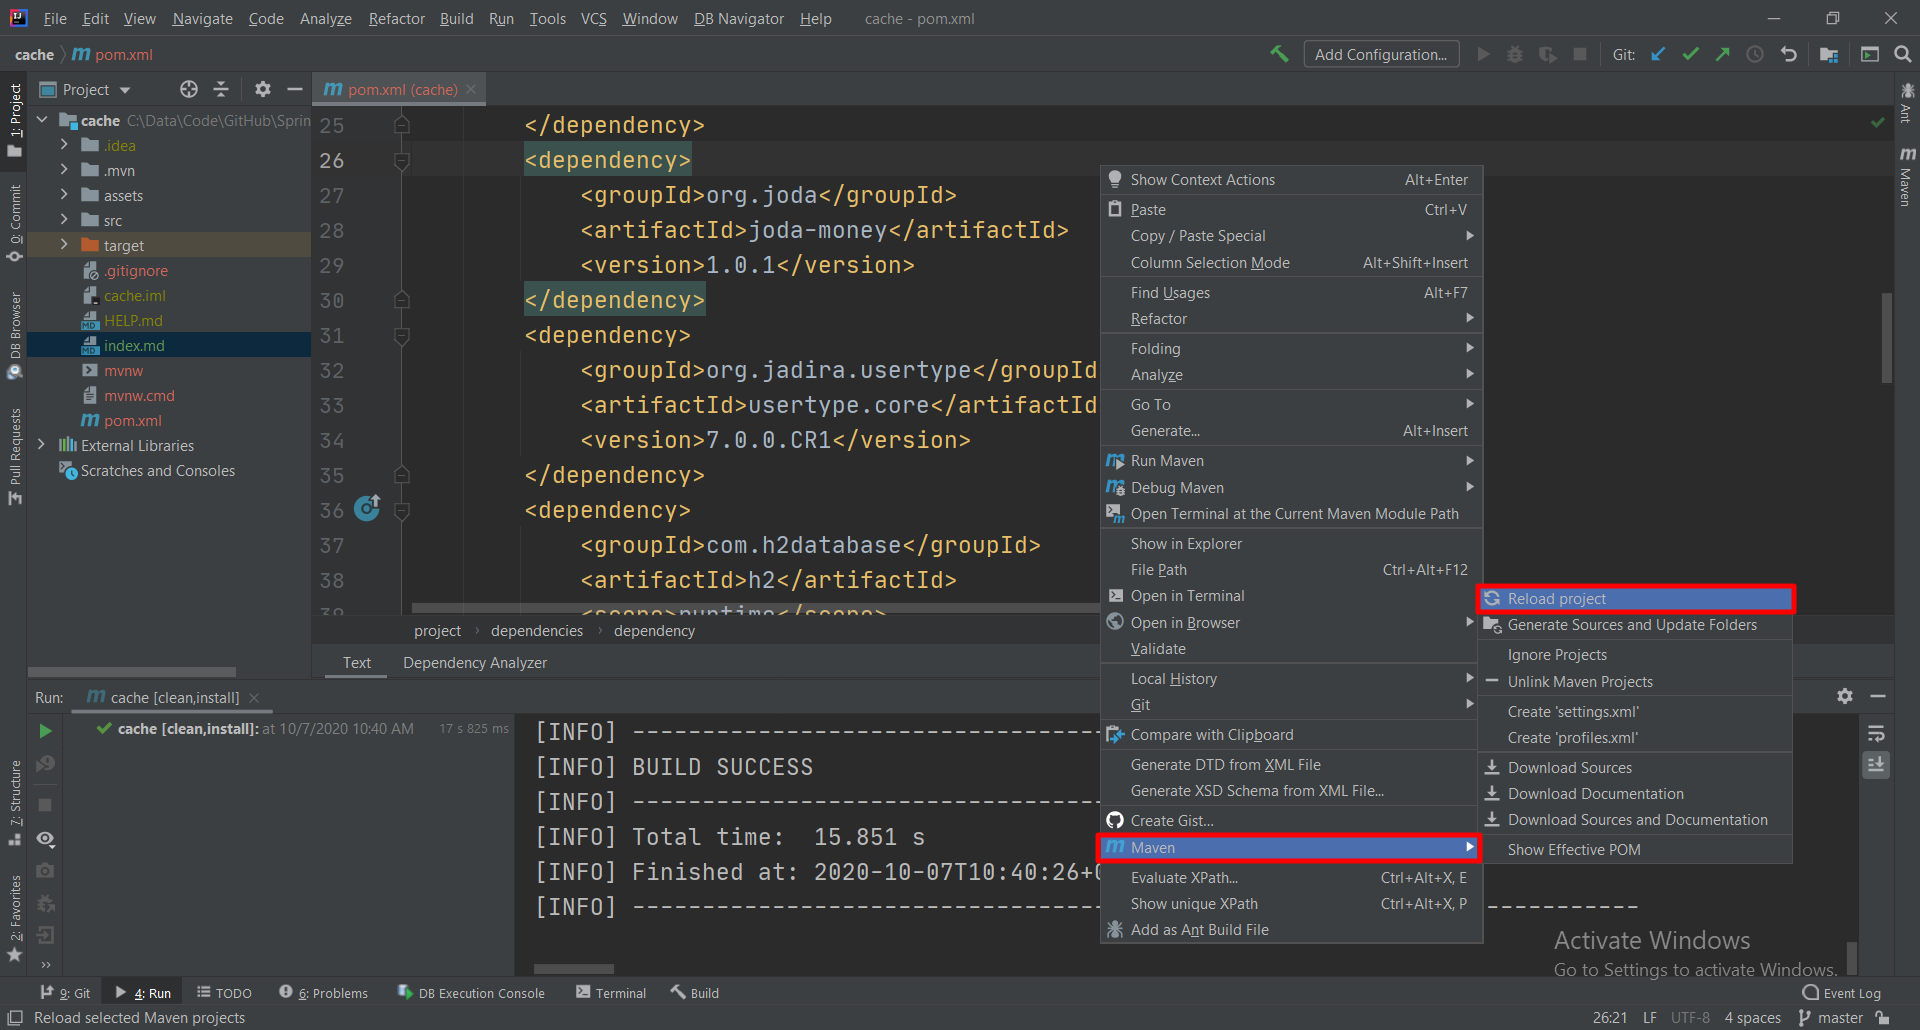 File Edit View Navigate Code Analyze Refactor Build Run Tools VCS Window DB Navigator Help cache - pom.xml
cache pom.xml Add Configuration... Git:
Project
pom.xml (cache)
cache C:\Data\Code\GitHub\Sprin
.idea
.mvn
assets
src
target
.gitignore
cache.iml
HELP.md
index.md
mvnw
mvnw.cmd
pom.xml
External Libraries
Scratches and Consoles
1: Project
0: Commit
DB Browser
Pull Requests
7: Structure
2: Favorites
Ant
Maven
25 </dependency>
26 <dependency>
27 <groupId>org.joda</groupId>
28 <artifactId>joda-money</artifactId>
29 <version>1.0.1</version>
30 </dependency>
31 <dependency>
32 <groupId>org.jadira.usertype</groupId
33 <artifactId>usertype.core</artifactId
34 <version>7.0.0.CR1</version>
35 </dependency>
36 <dependency>
37 <groupId>com.h2database</groupId>
38 <artifactId>h2</artifactId>
39 <scope>runtime</scope>
project › dependencies › dependency
Text Dependency Analyzer
Show Context Actions Alt+Enter
Paste Ctrl+V
Copy / Paste Special
Column Selection Mode Alt+Shift+Insert
Find Usages Alt+F7
Refactor
Folding
Analyze
Go To
Generate... Alt+Insert
Run Maven
Debug Maven
Open Terminal at the Current Maven Module Path
Show in Explorer
File Path Ctrl+Alt+F12
Open in Terminal
Open in Browser
Validate
Local History
Git
Compare with Clipboard
Generate DTD from XML File
Generate XSD Schema from XML File...
Create Gist...
Maven
Evaluate XPath... Ctrl+Alt+X, E
Show unique XPath Ctrl+Alt+X, P
Add as Ant Build File
Reload project
Generate Sources and Update Folders
Ignore Projects
Unlink Maven Projects
Create 'settings.xml'
Create 'profiles.xml'
Download Sources
Download Documentation
Download Sources and Documentation
Show Effective POM
Run: cache [clean,install]
cache [clean,install]: at 10/7/2020 10:40 AM 17 s 825 ms
[INFO] ---------------------------------
[INFO] BUILD SUCCESS
[INFO] ---------------------------------
[INFO] Total time: 15.851 s
[INFO] Finished at: 2020-10-07T10:40:26+0
[INFO] --------------------------------- -----------
Activate Windows
Go to Settings to activate Windows.
9: Git 4: Run TODO 6: Problems DB Execution Console Terminal Build Event Log
Reload selected Maven projects 26:21 LF UTF-8 4 spaces master